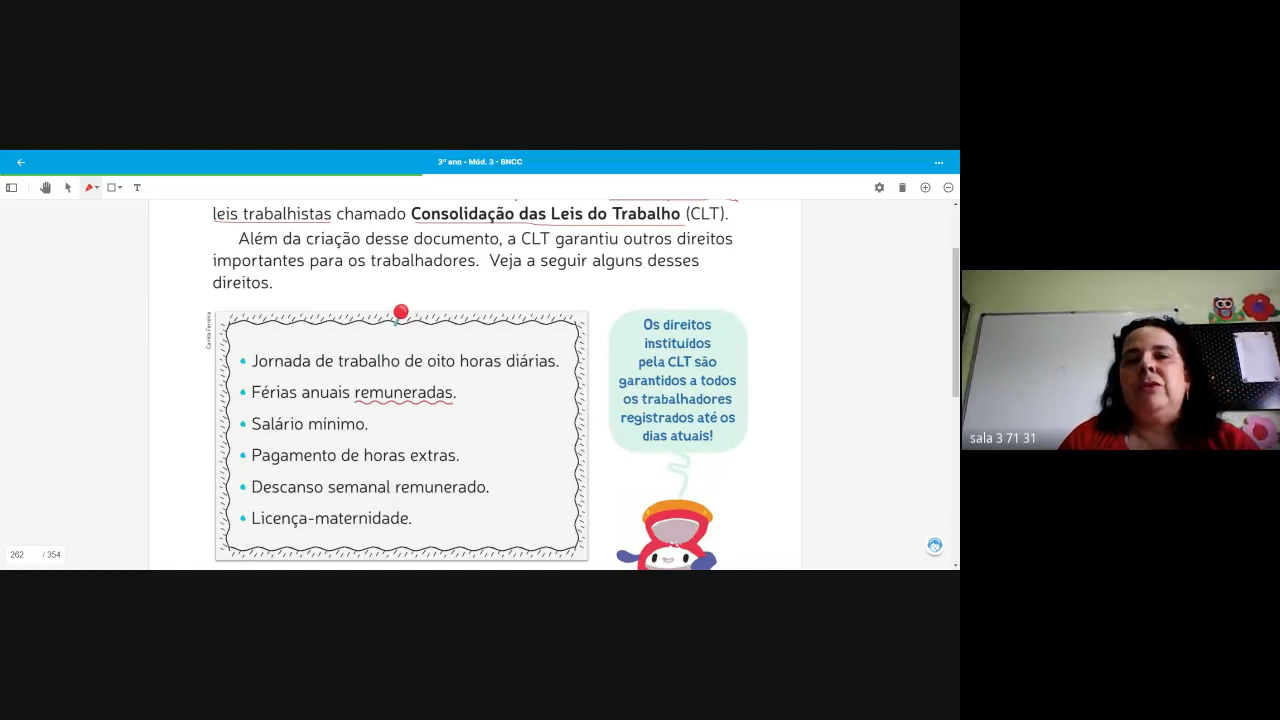 3º ano - Mód. 3 - BNCC
leis trabalhistas chamado Consolidação das Leis do Trabalho (CLT).
Além da criação desse documento, a CLT garantiu outros direitos
importantes para os trabalhadores. Veja a seguir alguns desses
direitos.
Camila Ferreira
• Jornada de trabalho de oito horas diárias.
• Férias anuais remuneradas.
• Salário mínimo.
• Pagamento de horas extras.
• Descanso semanal remunerado.
• Licença-maternidade.
Os direitos
instituídos
pela CLT são
garantidos a todos
os trabalhadores
registrados até os
dias atuais!
262 / 354
sala 3 71 31